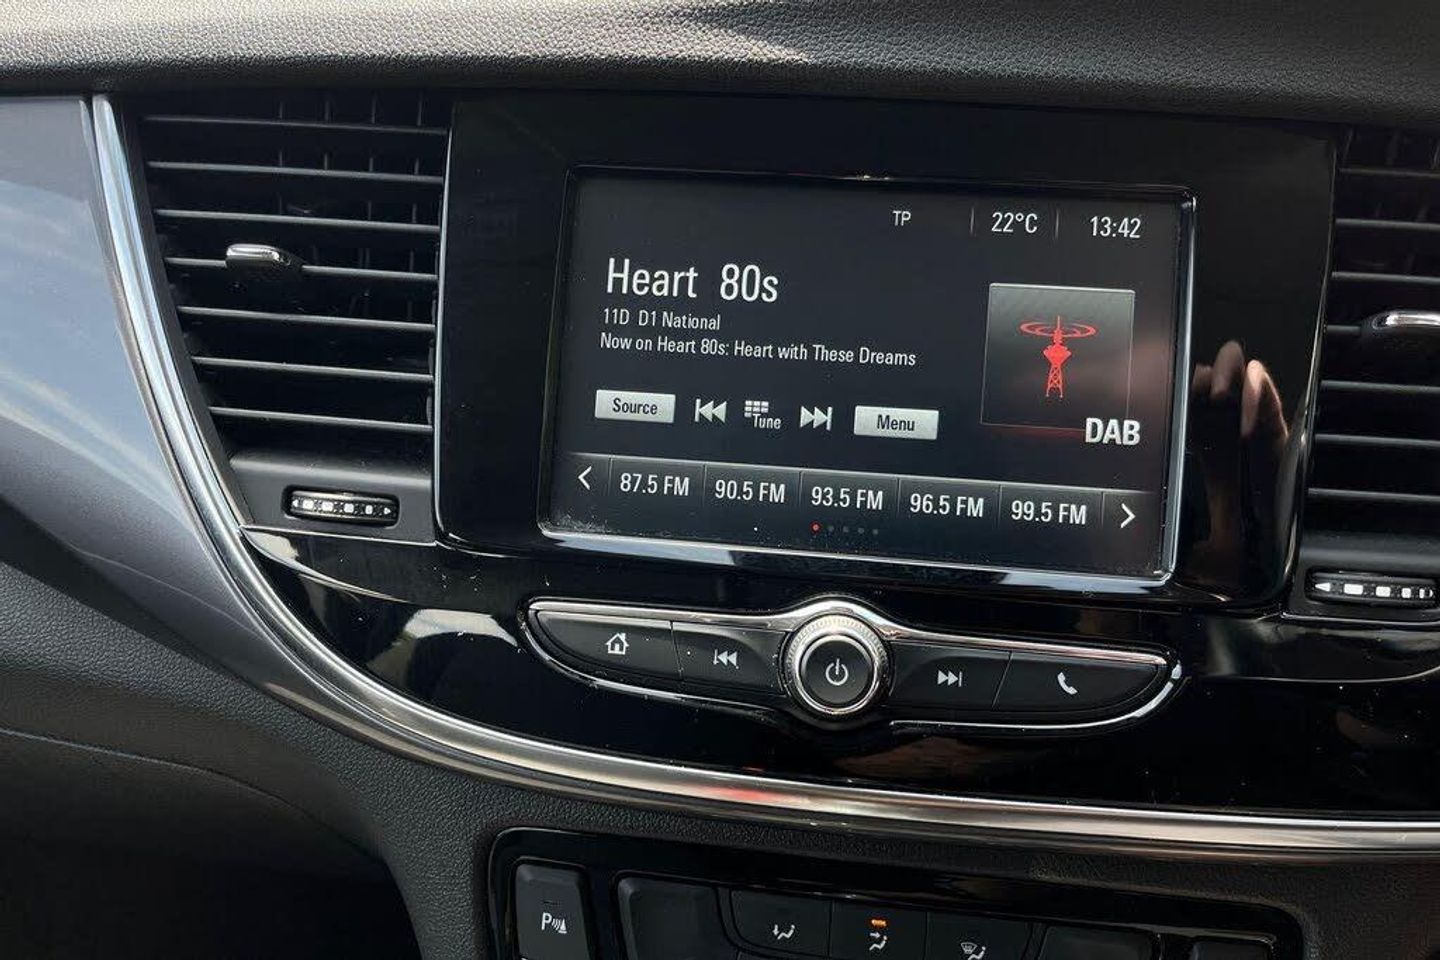 TP 22°C 13:42
Heart 80s
11D D1 National
Now on Heart 80s: Heart with These Dreams
Source Tune Menu
DAB
87.5 FM 90.5 FM 93.5 FM 96.5 FM 99.5 FM
P